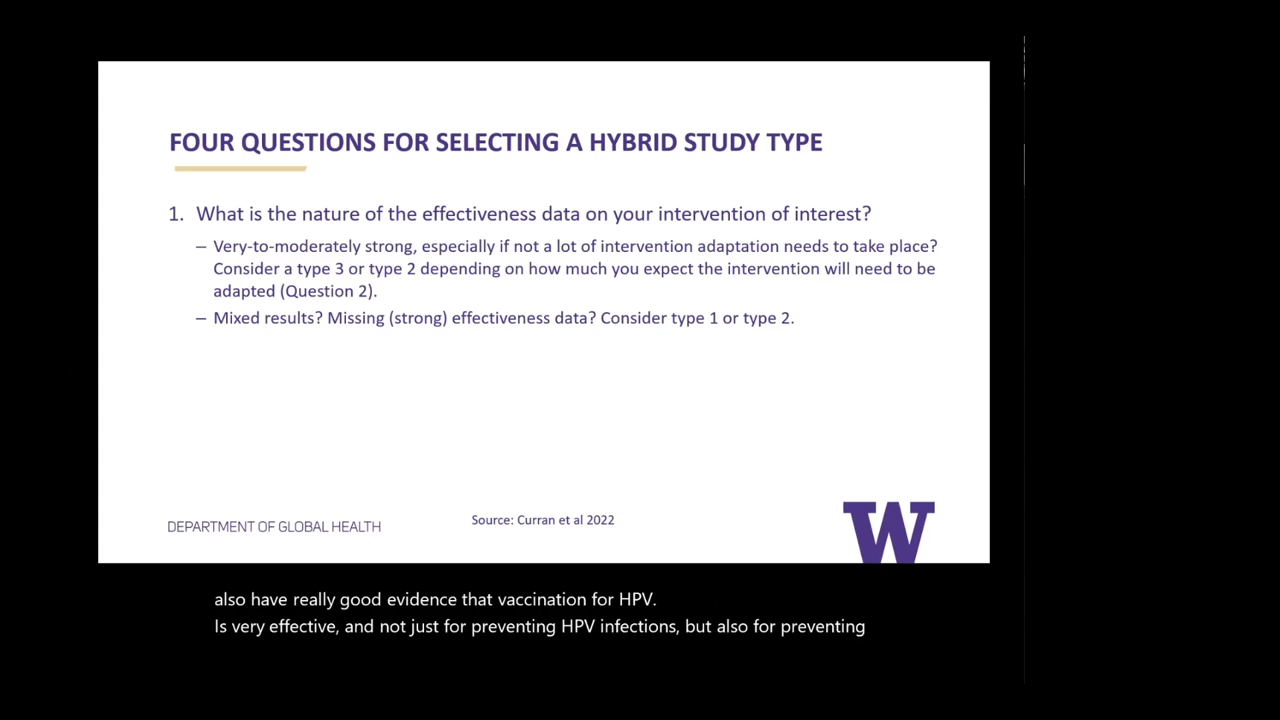 FOUR QUESTIONS FOR SELECTING A HYBRID STUDY TYPE
1. What is the nature of the effectiveness data on your intervention of interest?
– Very-to-moderately strong, especially if not a lot of intervention adaptation needs to take place?
Consider a type 3 or type 2 depending on how much you expect the intervention will need to be
adapted (Question 2).
– Mixed results? Missing (strong) effectiveness data? Consider type 1 or type 2.
DEPARTMENT OF GLOBAL HEALTH
Source: Curran et al 2022
W
also have really good evidence that vaccination for HPV.
Is very effective, and not just for preventing HPV infections, but also for preventing